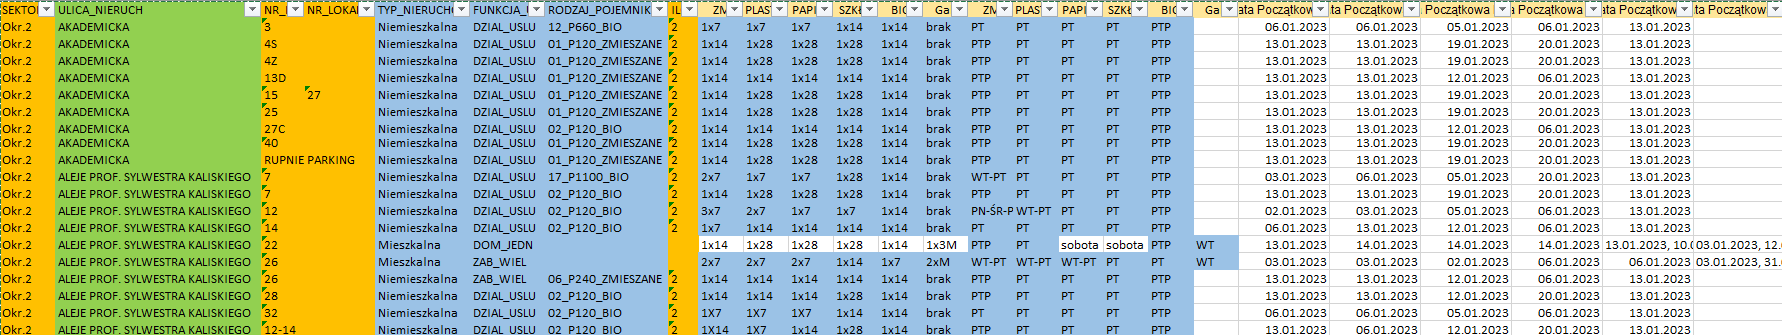 SEKTO ULICA_NIERUCH NR_ NR_LOKAL TYP_NIERUCHO FUNKCJA_ RODZAJ_POJEMNIK IL ZM PLAST PAPI SZKŁ BIO Ga ZM PLAST PAPI SZKŁ BIO Ga ata Początkowa ata Początkowa Początkowa Początkowa ta Początkowa ta Początkowa
Okr.2 AKADEMICKA 3 Niemieszkalna DZIAL_USLU 12_P660_BIO 2 1x7 1x7 1x7 1x14 1x14 brak PT PT PT PT PTP 06.01.2023 06.01.2023 05.01.2023 06.01.2023 13.01.2023
Okr.2 AKADEMICKA 4S Niemieszkalna DZIAL_USLU 01_P120_ZMIESZANE 2 1x14 1x28 1x28 1x28 1x14 brak PTP PT PT PT PTP 13.01.2023 13.01.2023 19.01.2023 20.01.2023 13.01.2023
Okr.2 AKADEMICKA 4Z Niemieszkalna DZIAL_USLU 01_P120_ZMIESZANE 2 1x14 1x28 1x28 1x28 1x14 brak PTP PT PT PT PTP 13.01.2023 13.01.2023 19.01.2023 20.01.2023 13.01.2023
Okr.2 AKADEMICKA 13D Niemieszkalna DZIAL_USLU 01_P120_ZMIESZANE 2 1x14 1x14 1x14 1x14 1x14 brak PTP PT PT PT PTP 13.01.2023 13.01.2023 12.01.2023 06.01.2023 13.01.2023
Okr.2 AKADEMICKA 15 27 Niemieszkalna DZIAL_USLU 01_P120_ZMIESZANE 2 1x14 1x28 1x28 1x28 1x14 brak PTP PT PT PT PTP 13.01.2023 13.01.2023 19.01.2023 20.01.2023 13.01.2023
Okr.2 AKADEMICKA 25 Niemieszkalna DZIAL_USLU 01_P120_ZMIESZANE 2 1x14 1x28 1x28 1x28 1x14 brak PTP PT PT PT PTP 13.01.2023 13.01.2023 19.01.2023 20.01.2023 13.01.2023
Okr.2 AKADEMICKA 27C Niemieszkalna DZIAL_USLU 02_P120_BIO 2 1x14 1x14 1x14 1x14 1x14 brak PTP PT PT PT PTP 13.01.2023 13.01.2023 12.01.2023 06.01.2023 13.01.2023
Okr.2 AKADEMICKA 40 Niemieszkalna DZIAL_USLU 01_P120_ZMIESZANE 2 1x14 1x28 1x28 1x28 1x14 brak PTP PT PT PT PTP 13.01.2023 13.01.2023 19.01.2023 20.01.2023 13.01.2023
Okr.2 AKADEMICKA RUPNIE PARKING Niemieszkalna DZIAL_USLU 01_P120_ZMIESZANE 2 1x14 1x28 1x28 1x28 1x14 brak PTP PT PT PT PTP 13.01.2023 13.01.2023 19.01.2023 20.01.2023 13.01.2023
Okr.2 ALEJE PROF. SYLWESTRA KALISKIEGO 7 Niemieszkalna DZIAL_USLU 17_P1100_BIO 2 2x7 1x7 1x7 1x28 1x14 brak WT-PT PT PT PT PTP 03.01.2023 06.01.2023 05.01.2023 20.01.2023 13.01.2023
Okr.2 ALEJE PROF. SYLWESTRA KALISKIEGO 7 Niemieszkalna DZIAL_USLU 02_P120_BIO 2 1x14 1x28 1x28 1x28 1x14 brak PTP PT PT PT PTP 13.01.2023 13.01.2023 19.01.2023 20.01.2023 13.01.2023
Okr.2 ALEJE PROF. SYLWESTRA KALISKIEGO 12 Niemieszkalna DZIAL_USLU 02_P120_BIO 2 3x7 2x7 1x7 1x7 1x14 brak PN-ŚR-P WT-PT PT PT PTP 02.01.2023 03.01.2023 05.01.2023 06.01.2023 13.01.2023
Okr.2 ALEJE PROF. SYLWESTRA KALISKIEGO 14 Niemieszkalna DZIAL_USLU 02_P120_BIO 2 1x7 1x14 1x14 1x14 1x14 brak PT PT PT PT PTP 06.01.2023 13.01.2023 12.01.2023 06.01.2023 13.01.2023
Okr.2 ALEJE PROF. SYLWESTRA KALISKIEGO 22 Mieszkalna DOM_JEDN 1x14 1x28 1x28 1x28 1x14 1x3M PTP PT sobota sobota PTP WT 13.01.2023 14.01.2023 14.01.2023 14.01.2023 13.01.2023, 10.0 03.01.2023, 12.0
Okr.2 ALEJE PROF. SYLWESTRA KALISKIEGO 26 Mieszkalna ZAB_WIEL 2x7 2x7 2x7 1x14 1x7 2xM WT-PT WT-PT WT-PT PT PT WT 03.01.2023 03.01.2023 02.01.2023 06.01.2023 06.01.2023 03.01.2023, 31.0
Okr.2 ALEJE PROF. SYLWESTRA KALISKIEGO 26 Niemieszkalna ZAB_WIEL 06_P240_ZMIESZANE 2 1x14 1x14 1x14 1x14 1x14 brak PTP PT PT PT PTP 13.01.2023 13.01.2023 12.01.2023 06.01.2023 13.01.2023
Okr.2 ALEJE PROF. SYLWESTRA KALISKIEGO 28 Niemieszkalna DZIAL_USLU 02_P120_BIO 2 1x14 1x14 1x14 1x28 1x14 brak PTP PT PT PT PTP 13.01.2023 13.01.2023 12.01.2023 20.01.2023 13.01.2023
Okr.2 ALEJE PROF. SYLWESTRA KALISKIEGO 32 Niemieszkalna DZIAL_USLU 02_P120_BIO 2 1X7 1X7 1X7 1x14 1x14 brak PT PT PT PT PTP 06.01.2023 06.01.2023 05.01.2023 06.01.2023 13.01.2023
Okr.2 ALEJE PROF. SYLWESTRA KALISKIEGO 12-14 Niemieszkalna DZIAL_USLU 02_P120_BIO 2 1X14 1X7 1x14 1x28 1x14 brak PTP PT PT PT PTP 13.01.2023 06.01.2023 12.01.2023 20.01.2023 13.01.2023